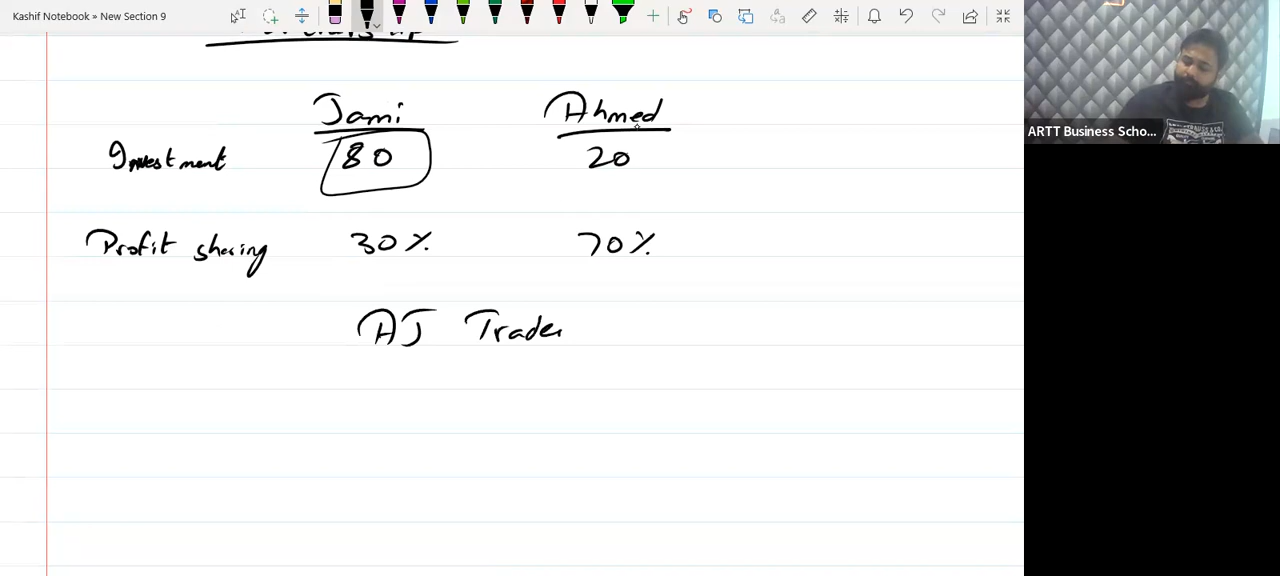 Kashif Notebook » New Section 9
Jami Ahmed
Investment 80 20
Profit sharing 30% 70%
AJ Trader
ARTT Business Scho...